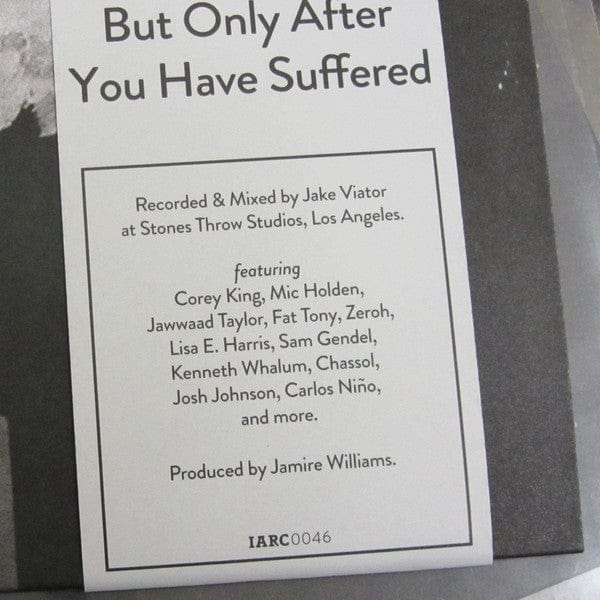 But Only After
You Have Suffered
Recorded & Mixed by Jake Viator
at Stones Throw Studios, Los Angeles.
featuring
Corey King, Mic Holden,
Jawwaad Taylor, Fat Tony, Zeroh,
Lisa E. Harris, Sam Gendel,
Kenneth Whalum, Chassol,
Josh Johnson, Carlos Niño,
and more.
Produced by Jamire Williams.
IARC0046